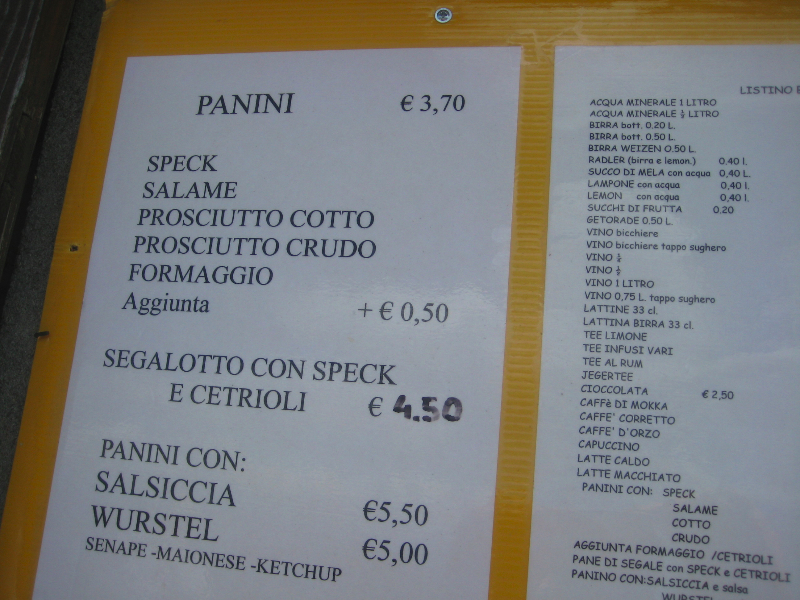 PANINI € 3,70
SPECK
SALAME
PROSCIUTTO COTTO
PROSCIUTTO CRUDO
FORMAGGIO
Aggiunta + € 0,50
SEGALOTTO CON SPECK
E CETRIOLI € 4.50
PANINI CON:
SALSICCIA €5,50
WURSTEL €5,00
SENAPE -MAIONESE -KETCHUP
LISTINO
ACQUA MINERALE 1 LITRO
ACQUA MINERALE ½ LITRO
BIRRA bott. 0.20 L.
BIRRA bott. 0.50 L.
BIRRA WEIZEN 0.50 L.
RADLER (birra e lemon.) 0,40 l.
SUCCO DI MELA con acqua 0,40 L.
LAMPONE con acqua 0,40 l.
LEMON con acqua 0,40 l.
SUCCHI DI FRUTTA 0.20
GETORADE 0.50 L.
VINO bicchiere
VINO bicchiere tappo sughero
VINO
VINO
VINO 1 LITRO
VINO 0,75 L. tappo sughero
LATTINE 33 cl.
LATTINA BIRRA 33 cl.
TEE LIMONE
TEE INFUSI VARI
TEE AL RUM
JEGERTEE
CIOCCOLATA € 2,50
CAFFè DI MOKKA
CAFFE' CORRETTO
CAFFE' D'ORZO
CAPUCCINO
LATTE CALDO
LATTE MACCHIATO
PANINI CON: SPECK
SALAME
COTTO
CRUDO
AGGIUNTA FORMAGGIO /CETRIOLI
PANE DI SEGALE con SPECK e CETRIOLI
PANINO CON:SALSICCIA e salsa
WURSTEL